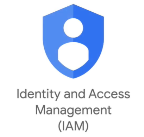 Identity and Access
Management
(IAM)